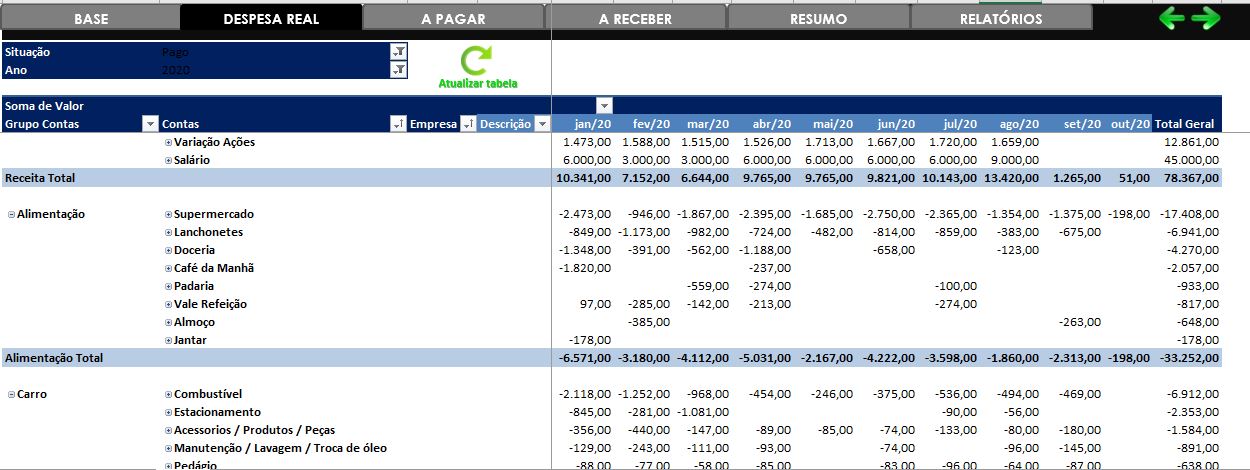 BASE DESPESA REAL A PAGAR A RECEBER RESUMO RELATÓRIOS
Situação Pago
Ano 2020
Atualizar tabela
Soma de Valor
Grupo Contas Contas Empresa Descrição jan/20 fev/20 mar/20 abr/20 mai/20 jun/20 jul/20 ago/20 set/20 out/20 Total Geral
Variação Ações 1.473,00 1.588,00 1.515,00 1.526,00 1.713,00 1.667,00 1.720,00 1.659,00 12.861,00
Salário 6.000,00 3.000,00 3.000,00 6.000,00 6.000,00 6.000,00 6.000,00 9.000,00 45.000,00
Receita Total 10.341,00 7.152,00 6.644,00 9.765,00 9.765,00 9.821,00 10.143,00 13.420,00 1.265,00 51,00 78.367,00
Alimentação Supermercado -2.473,00 -946,00 -1.867,00 -2.395,00 -1.685,00 -2.750,00 -2.365,00 -1.354,00 -1.375,00 -198,00 -17.408,00
Lanchonetes -849,00 -1.173,00 -982,00 -724,00 -482,00 -814,00 -859,00 -383,00 -675,00 -6.941,00
Doceria -1.348,00 -391,00 -562,00 -1.188,00 -658,00 -123,00 -4.270,00
Café da Manhã -1.820,00 -237,00 -2.057,00
Padaria -559,00 -274,00 -100,00 -933,00
Vale Refeição 97,00 -285,00 -142,00 -213,00 -274,00 -817,00
Almoço -385,00 -263,00 -648,00
Jantar -178,00 -178,00
Alimentação Total -6.571,00 -3.180,00 -4.112,00 -5.031,00 -2.167,00 -4.222,00 -3.598,00 -1.860,00 -2.313,00 -198,00 -33.252,00
Carro Combustível -2.118,00 -1.252,00 -968,00 -454,00 -246,00 -375,00 -536,00 -494,00 -469,00 -6.912,00
Estacionamento -845,00 -281,00 -1.081,00 -90,00 -56,00 -2.353,00
Acessorios / Produtos / Peças -356,00 -440,00 -147,00 -89,00 -85,00 -74,00 -133,00 -80,00 -180,00 -1.584,00
Manutenção / Lavagem / Troca de óleo -129,00 -243,00 -111,00 -93,00 -74,00 -96,00 -145,00 -891,00
Pedágio -88,00 -77,00 -58,00 -85,00 -83,00 -96,00 -64,00 -87,00 -638,00